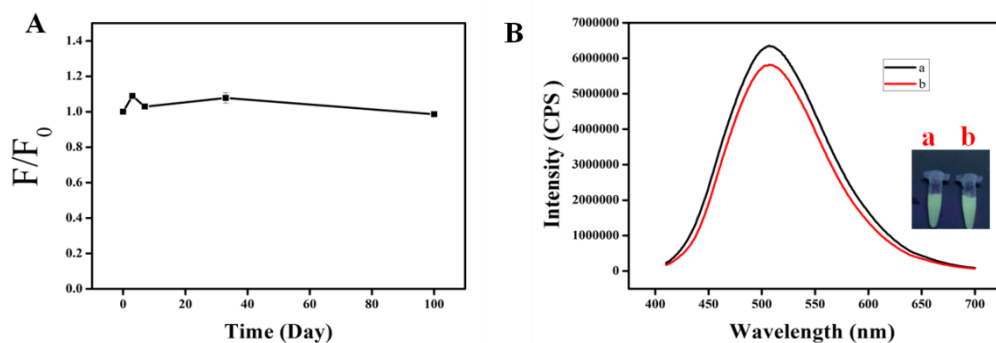 A
1.4
1.2
1.0
0.8
0.6
0.4
0.2
0.0
F/F0
0 20 40 60 80 100
Time (Day)
B
7000000
6000000
5000000
4000000
3000000
2000000
1000000
0
Intensity (CPS)
a
b
a b
400 450 500 550 600 650 700
Wavelength (nm)